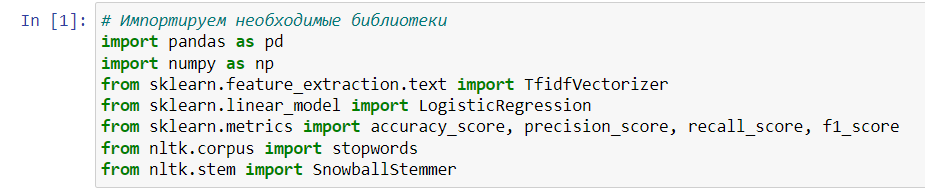 In [1]: # Импортируем необходимые библиотеки
import pandas as pd
import numpy as np
from sklearn.feature_extraction.text import TfidfVectorizer
from sklearn.linear_model import LogisticRegression
from sklearn.metrics import accuracy_score, precision_score, recall_score, f1_score
from nltk.corpus import stopwords
from nltk.stem import SnowballStemmer